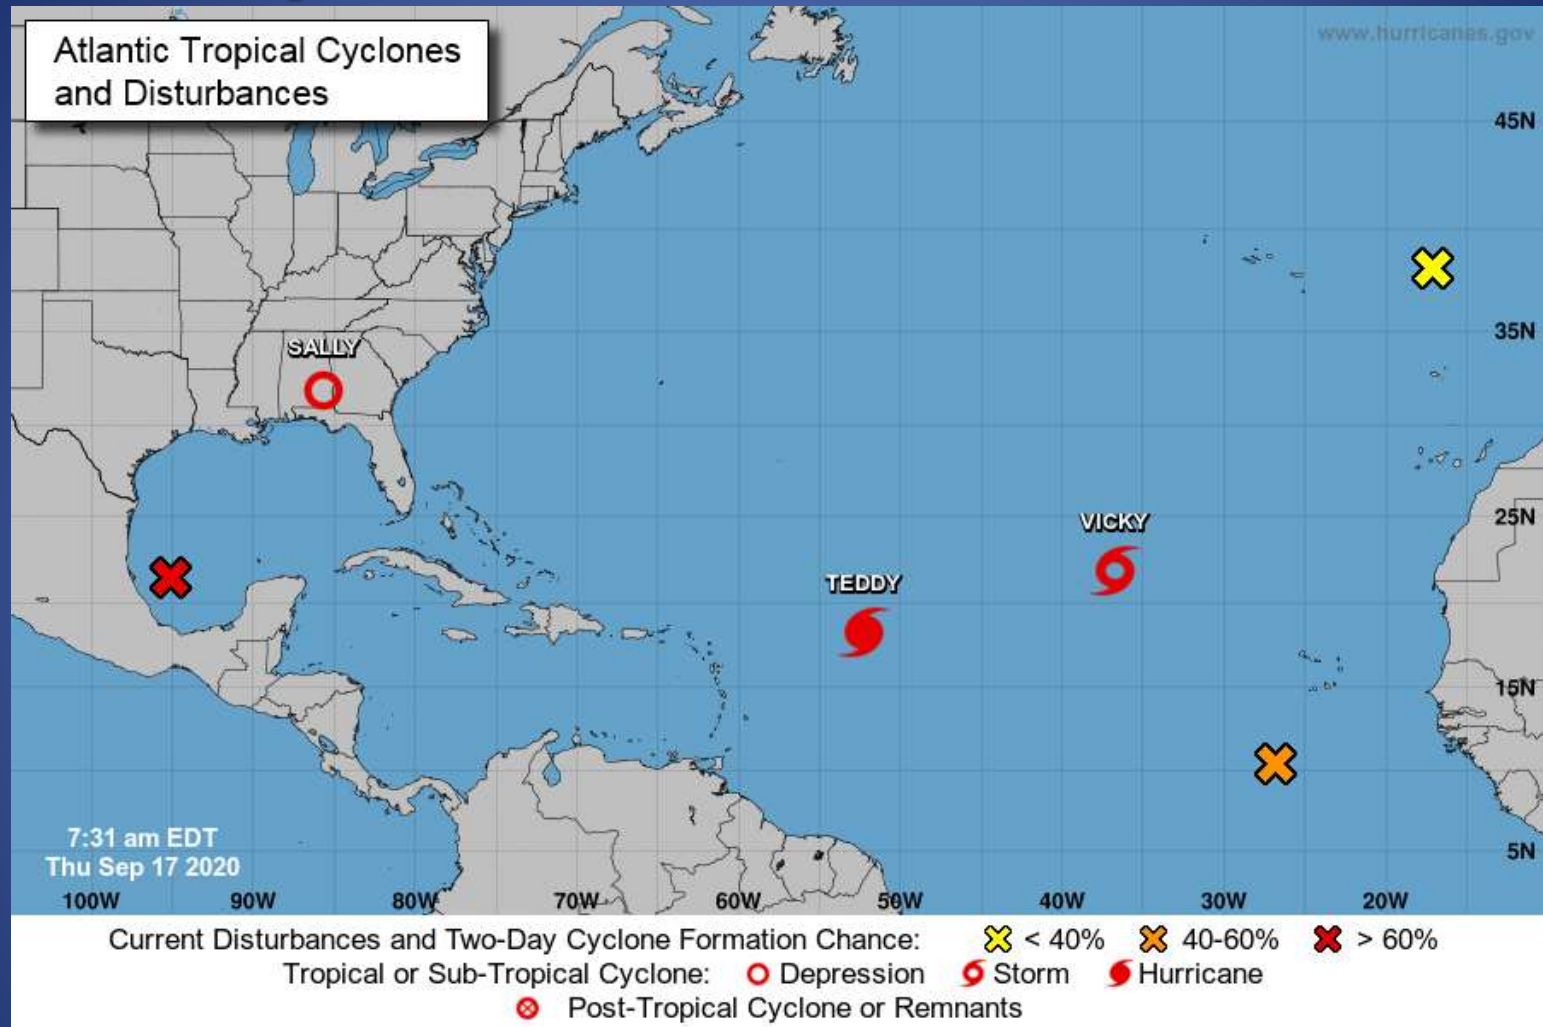 Atlantic Tropical Cyclones
and Disturbances
www.hurricanes.gov
45N
35N
SALLY
25N
VICKY
TEDDY
15N
7:31 am EDT
Thu Sep 17 2020
5N
100W 90W 80W 70W 60W 50W 40W 30W 20W
Current Disturbances and Two-Day Cyclone Formation Chance: < 40% 40-60% > 60%
Tropical or Sub-Tropical Cyclone: Depression Storm Hurricane
Post-Tropical Cyclone or Remnants